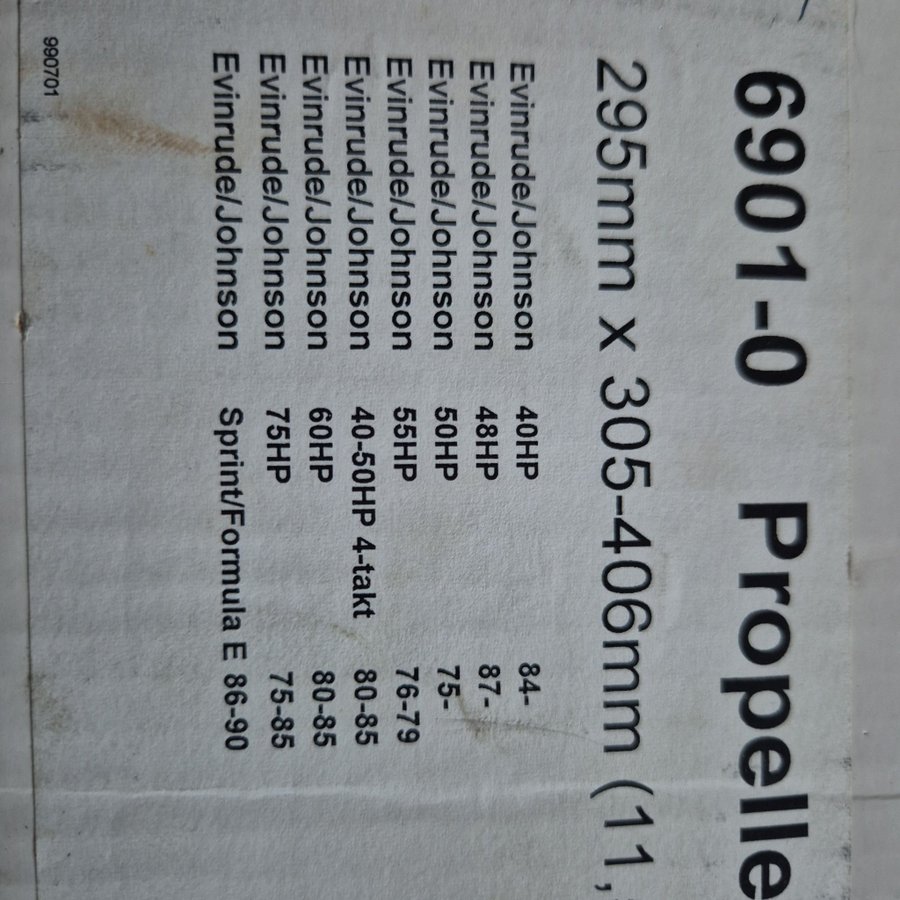 6901-0 Propelle
295mm x 305-406mm (11,
Evinrude/Johnson 40HP 84-
Evinrude/Johnson 48HP 87-
Evinrude/Johnson 50HP 75-
Evinrude/Johnson 55HP 76-79
Evinrude/Johnson 40-50HP 4-takt 80-85
Evinrude/Johnson 60HP 80-85
Evinrude/Johnson 75HP 75-85
Evinrude/Johnson Sprint/Formula E 86-90
990701